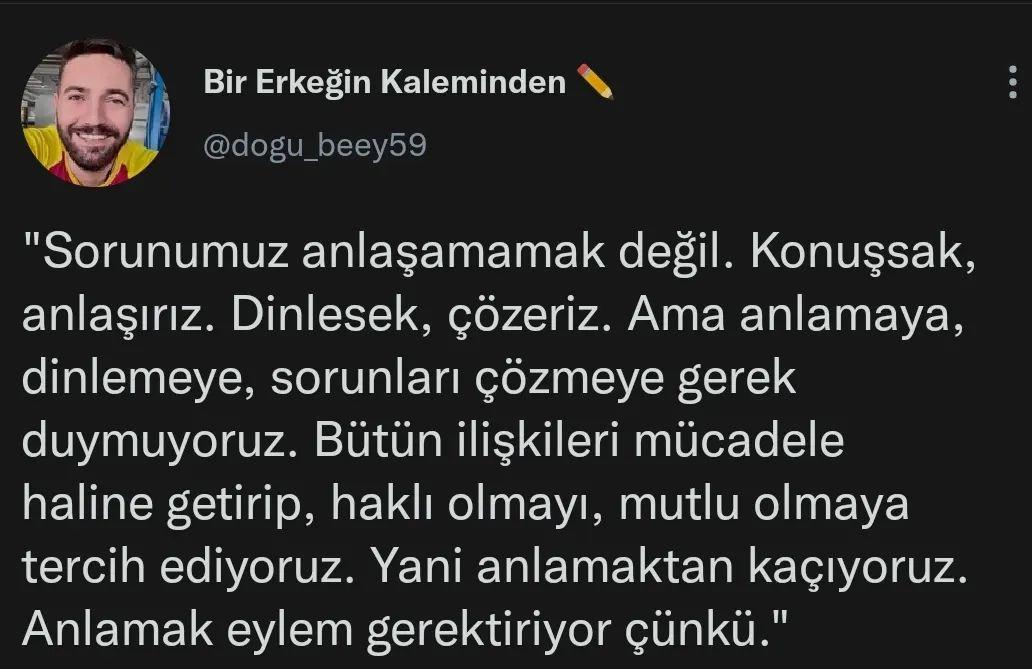 Bir Erkeğin Kaleminden ✏️
@dogu_beey59
"Sorunumuz anlaşamamak değil. Konuşsak,
anlaşırız. Dinlesek, çözeriz. Ama anlamaya,
dinlemeye, sorunları çözmeye gerek
duymuyoruz. Bütün ilişkileri mücadele
haline getirip, haklı olmayı, mutlu olmaya
tercih ediyoruz. Yani anlamaktan kaçıyoruz.
Anlamak eylem gerektiriyor çünkü."